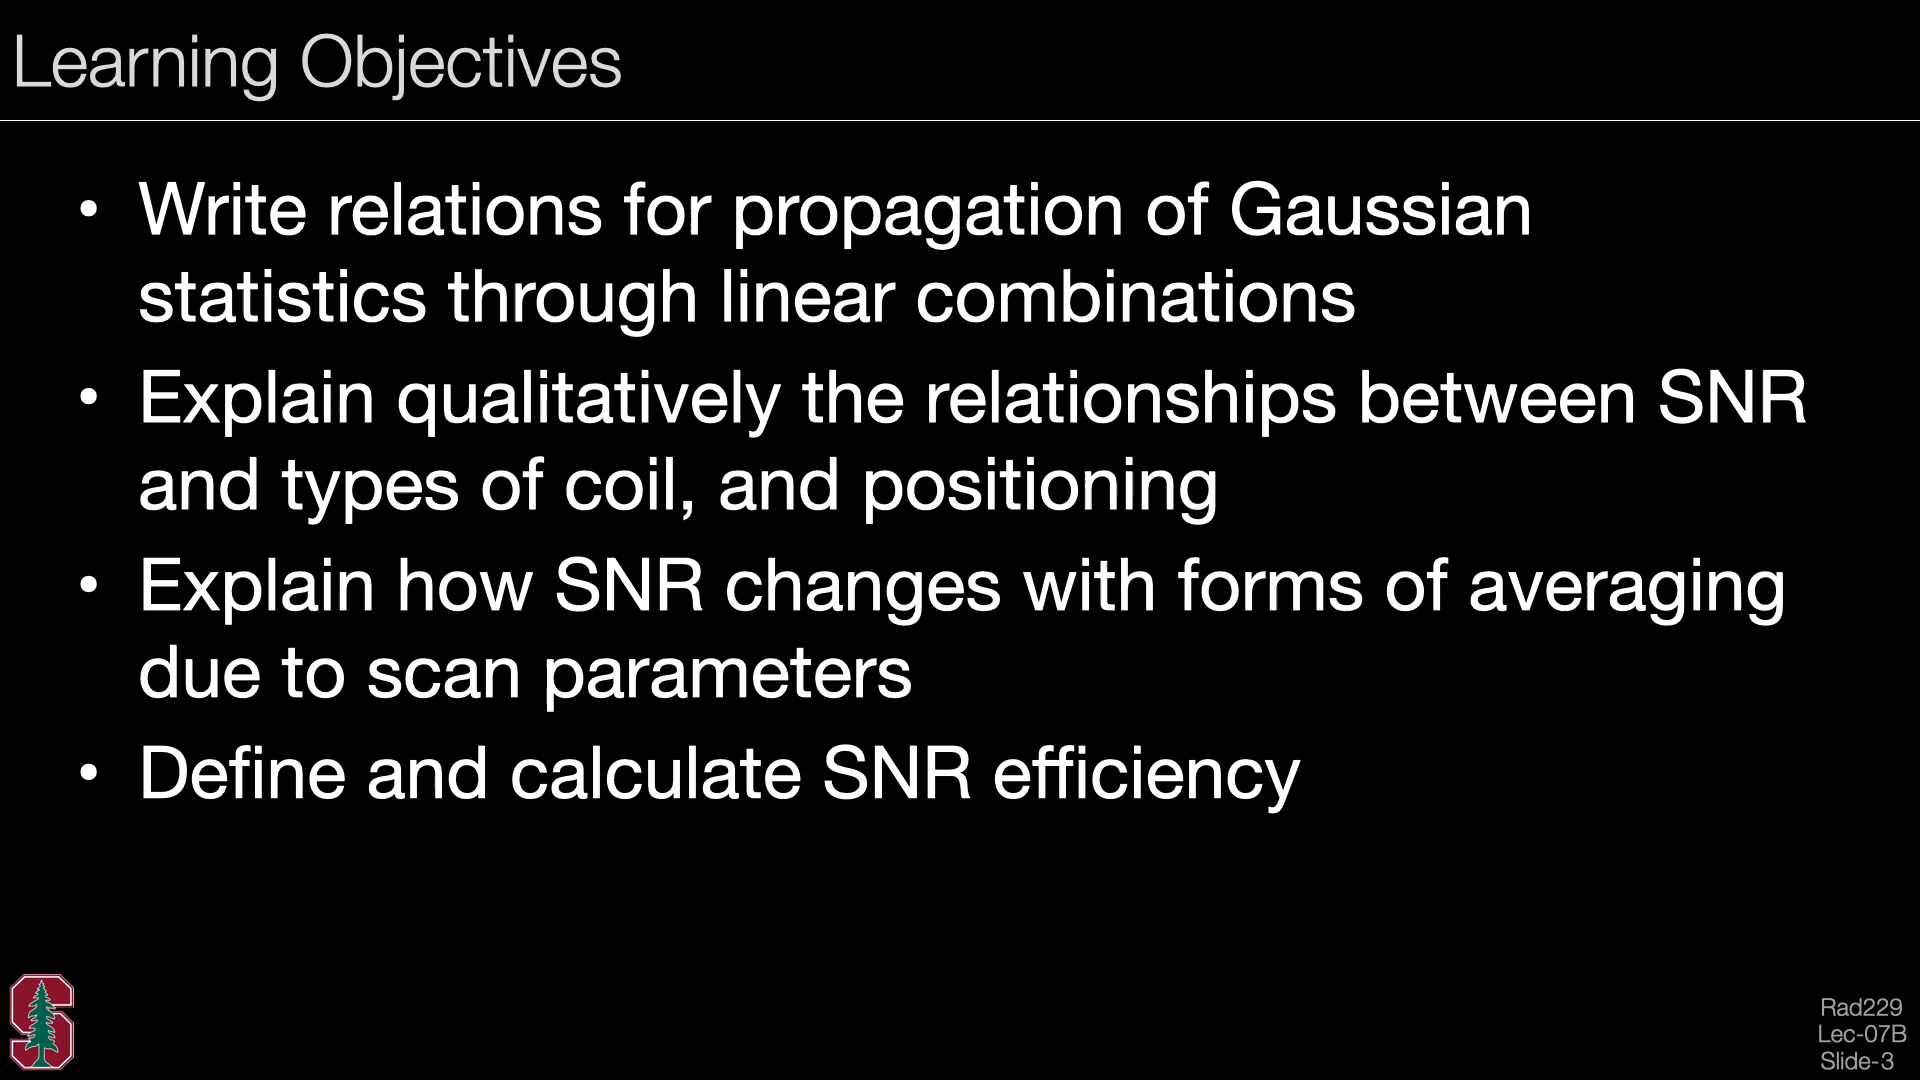 Learning Objectives
• Write relations for propagation of Gaussian
statistics through linear combinations
• Explain qualitatively the relationships between SNR
and types of coil, and positioning
• Explain how SNR changes with forms of averaging
due to scan parameters
• Define and calculate SNR efficiency
Rad229
Lec-07B
Slide-3